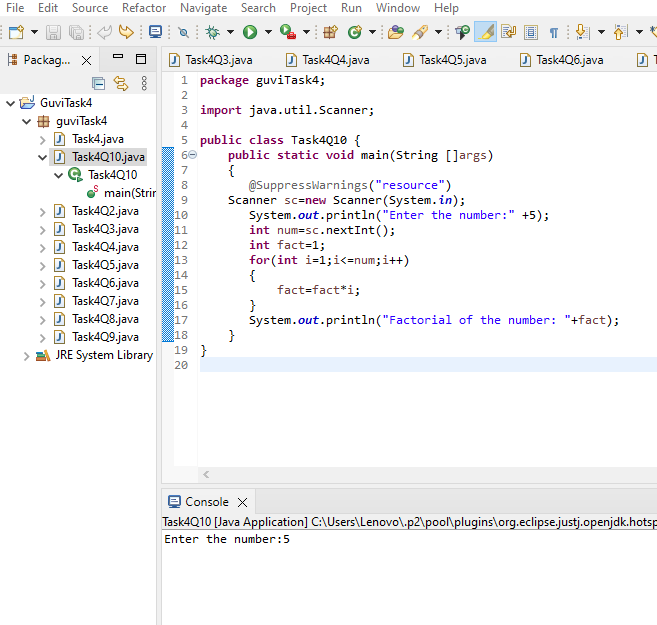 File Edit Source Refactor Navigate Search Project Run Window Help
Packag...
Task4Q3.java Task4Q4.java Task4Q5.java Task4Q6.java
GuviTask4
guviTask4
Task4.java
Task4Q10.java
Task4Q10
main(Strin
Task4Q2.java
Task4Q3.java
Task4Q4.java
Task4Q5.java
Task4Q6.java
Task4Q7.java
Task4Q8.java
Task4Q9.java
JRE System Library
1 package guviTask4;
2
3 import java.util.Scanner;
4
5 public class Task4Q10 {
6 public static void main(String []args)
7 {
8 @SuppressWarnings("resource")
9 Scanner sc=new Scanner(System.in);
10 System.out.println("Enter the number:" +5);
11 int num=sc.nextInt();
12 int fact=1;
13 for(int i=1;i<=num;i++)
14 {
15 fact=fact*i;
16 }
17 System.out.println("Factorial of the number: "+fact);
18 }
19 }
20
Console
Task4Q10 [Java Application] C:\Users\Lenovo\.p2\pool\plugins\org.eclipse.justj.openjdk.hotsp
Enter the number:5